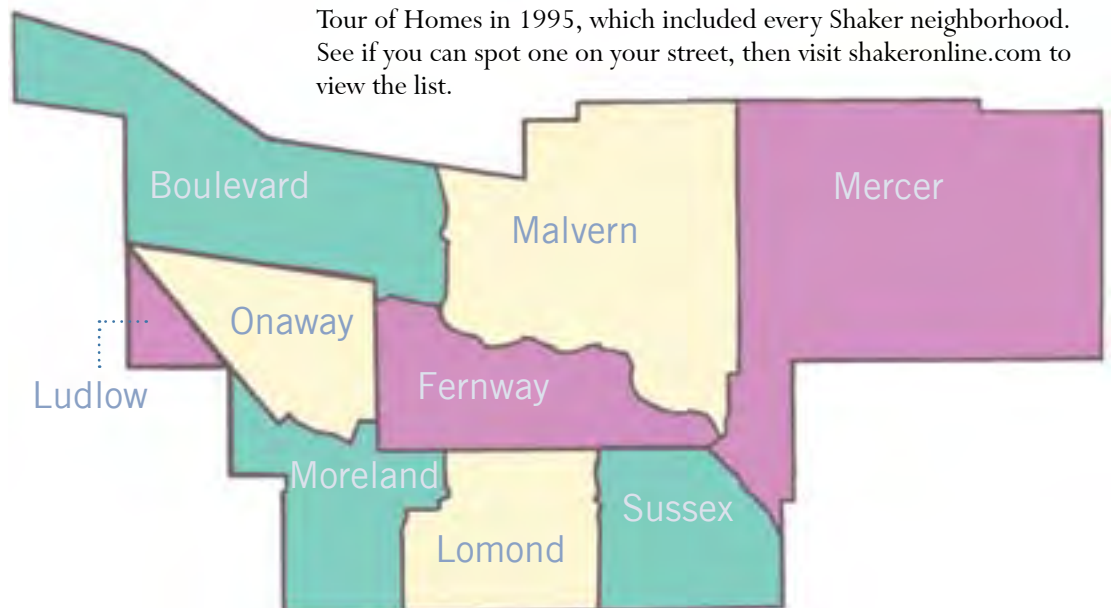 Tour of Homes in 1995, which included every Shaker neighborhood.
See if you can spot one on your street, then visit shakeronline.com to
view the list.
Boulevard
Mercer
Malvern
Onaway
Ludlow
Fernway
Moreland
Sussex
Lomond